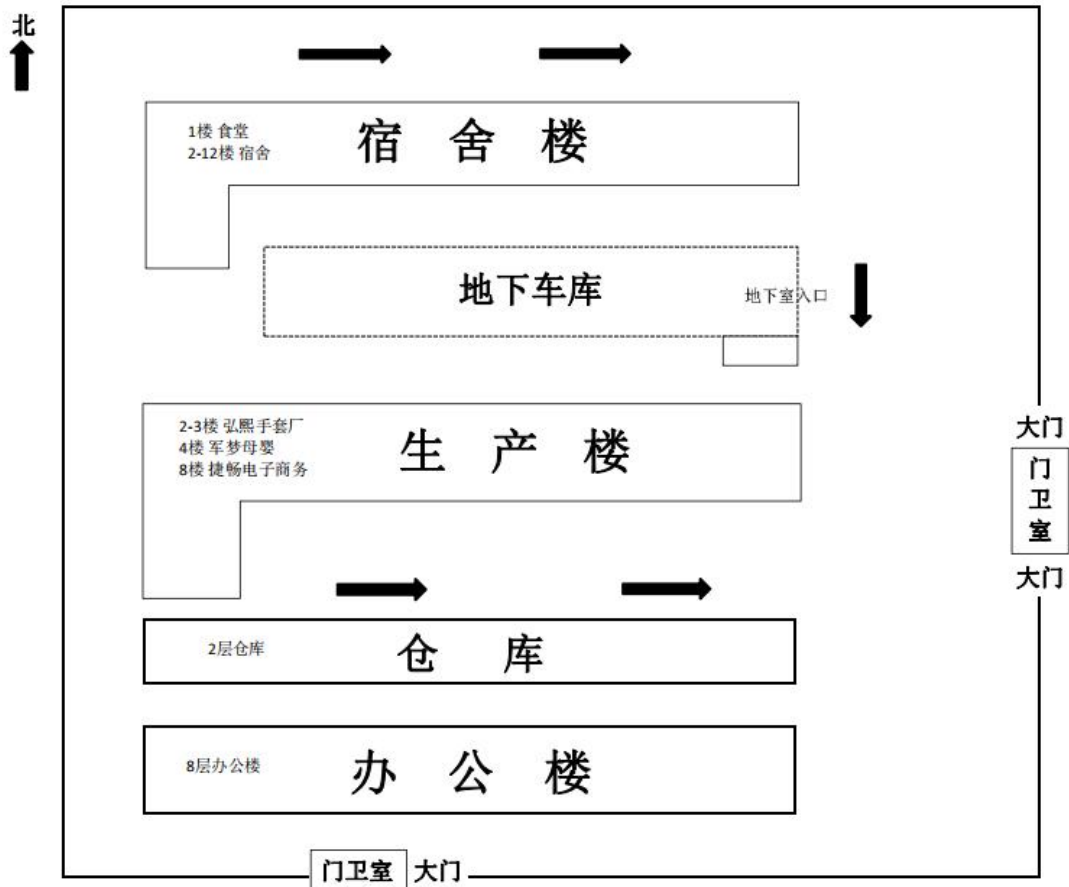 北
1楼 食堂
2-12楼 宿舍
宿舍楼
地下车库
地下室入口
2-3楼 弘熙手套厂
4楼 军梦母婴
8楼 捷畅电子商务
生产楼
大门
门卫室
大门
2层仓库
仓库
8层办公楼
办公楼
门卫室
大门